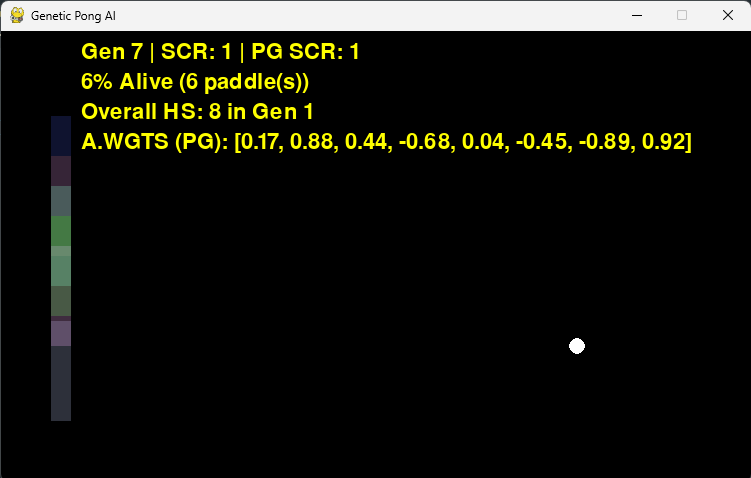 Genetic Pong AI
Gen 7 | SCR: 1 | PG SCR: 1
6% Alive (6 paddle(s))
Overall HS: 8 in Gen 1
A.WGTS (PG): [0.17, 0.88, 0.44, -0.68, 0.04, -0.45, -0.89, 0.92]